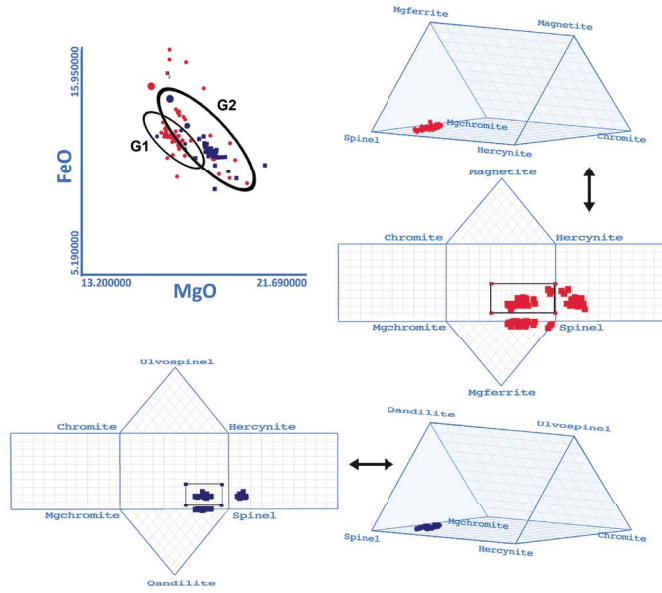 Mgferrite
Magnetite
15.950000
G2
G1
FeO
Mgchromite
Spinel
Chromite
Hercynite
Magnetite
5.190000
13.200000
21.690000
MgO
Chromite
Hercynite
Mgchromite
Spinel
Mgferrite
Ulvospinel
Qandilite
Ulvospinel
Chromite
Hercynite
Mgchromite
Spinel
Mgchromite
Spinel
Chromite
Hercynite
Qandilite